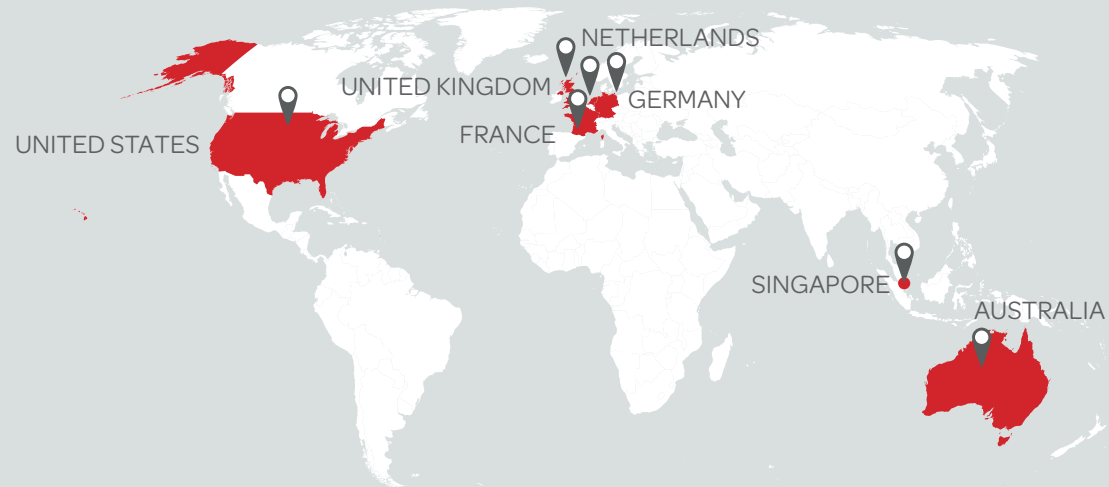 NETHERLANDS
UNITED KINGDOM
GERMANY
FRANCE
UNITED STATES
SINGAPORE
AUSTRALIA